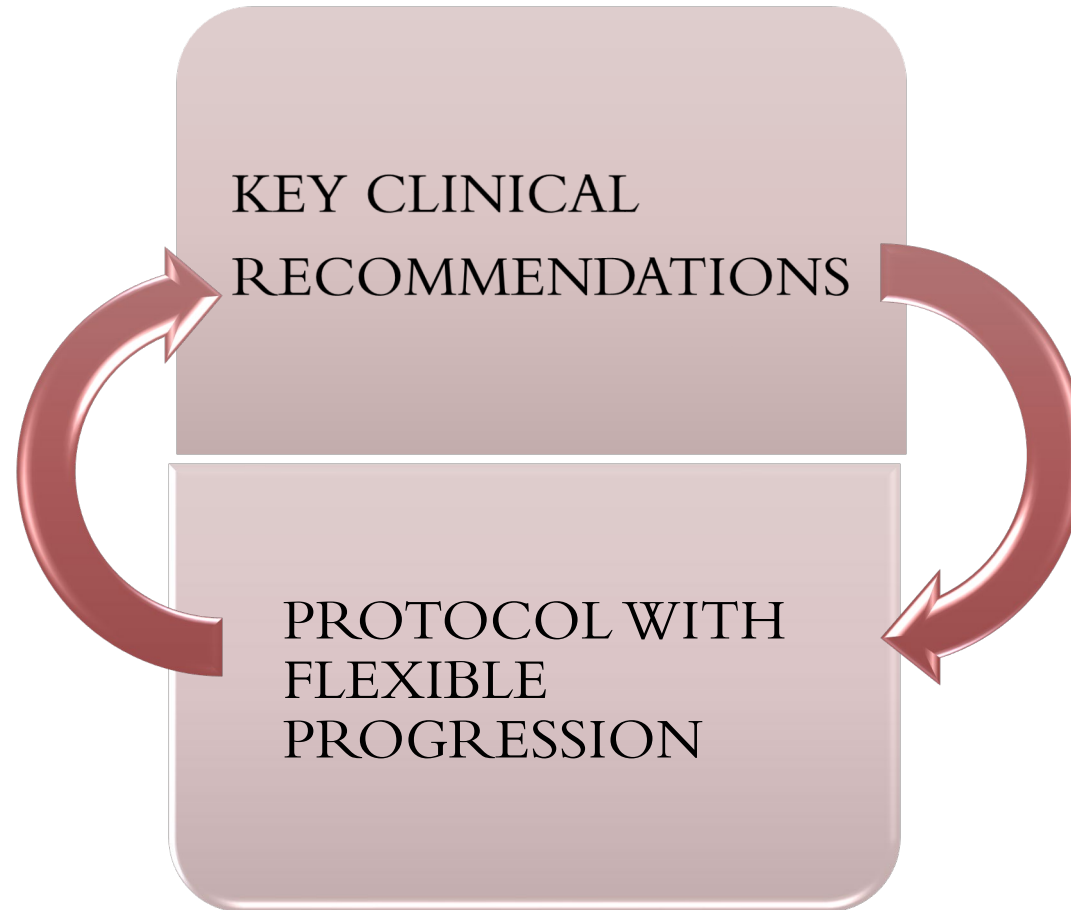 KEY CLINICAL
RECOMMENDATIONS
PROTOCOL WITH
FLEXIBLE
PROGRESSION